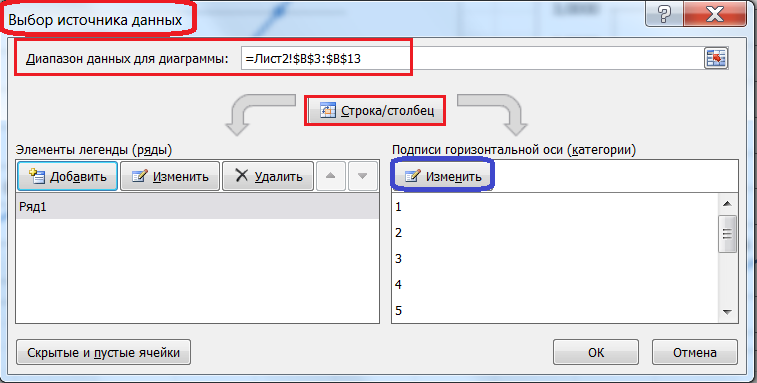 Выбор источника данных
Диапазон данных для диаграммы: =Лист2!$B$3:$B$13
Строка/столбец
Элементы легенды (ряды)
Добавить Изменить Удалить
Ряд1
Подписи горизонтальной оси (категории)
Изменить
1
2
3
4
5
Скрытые и пустые ячейки
ОК Отмена